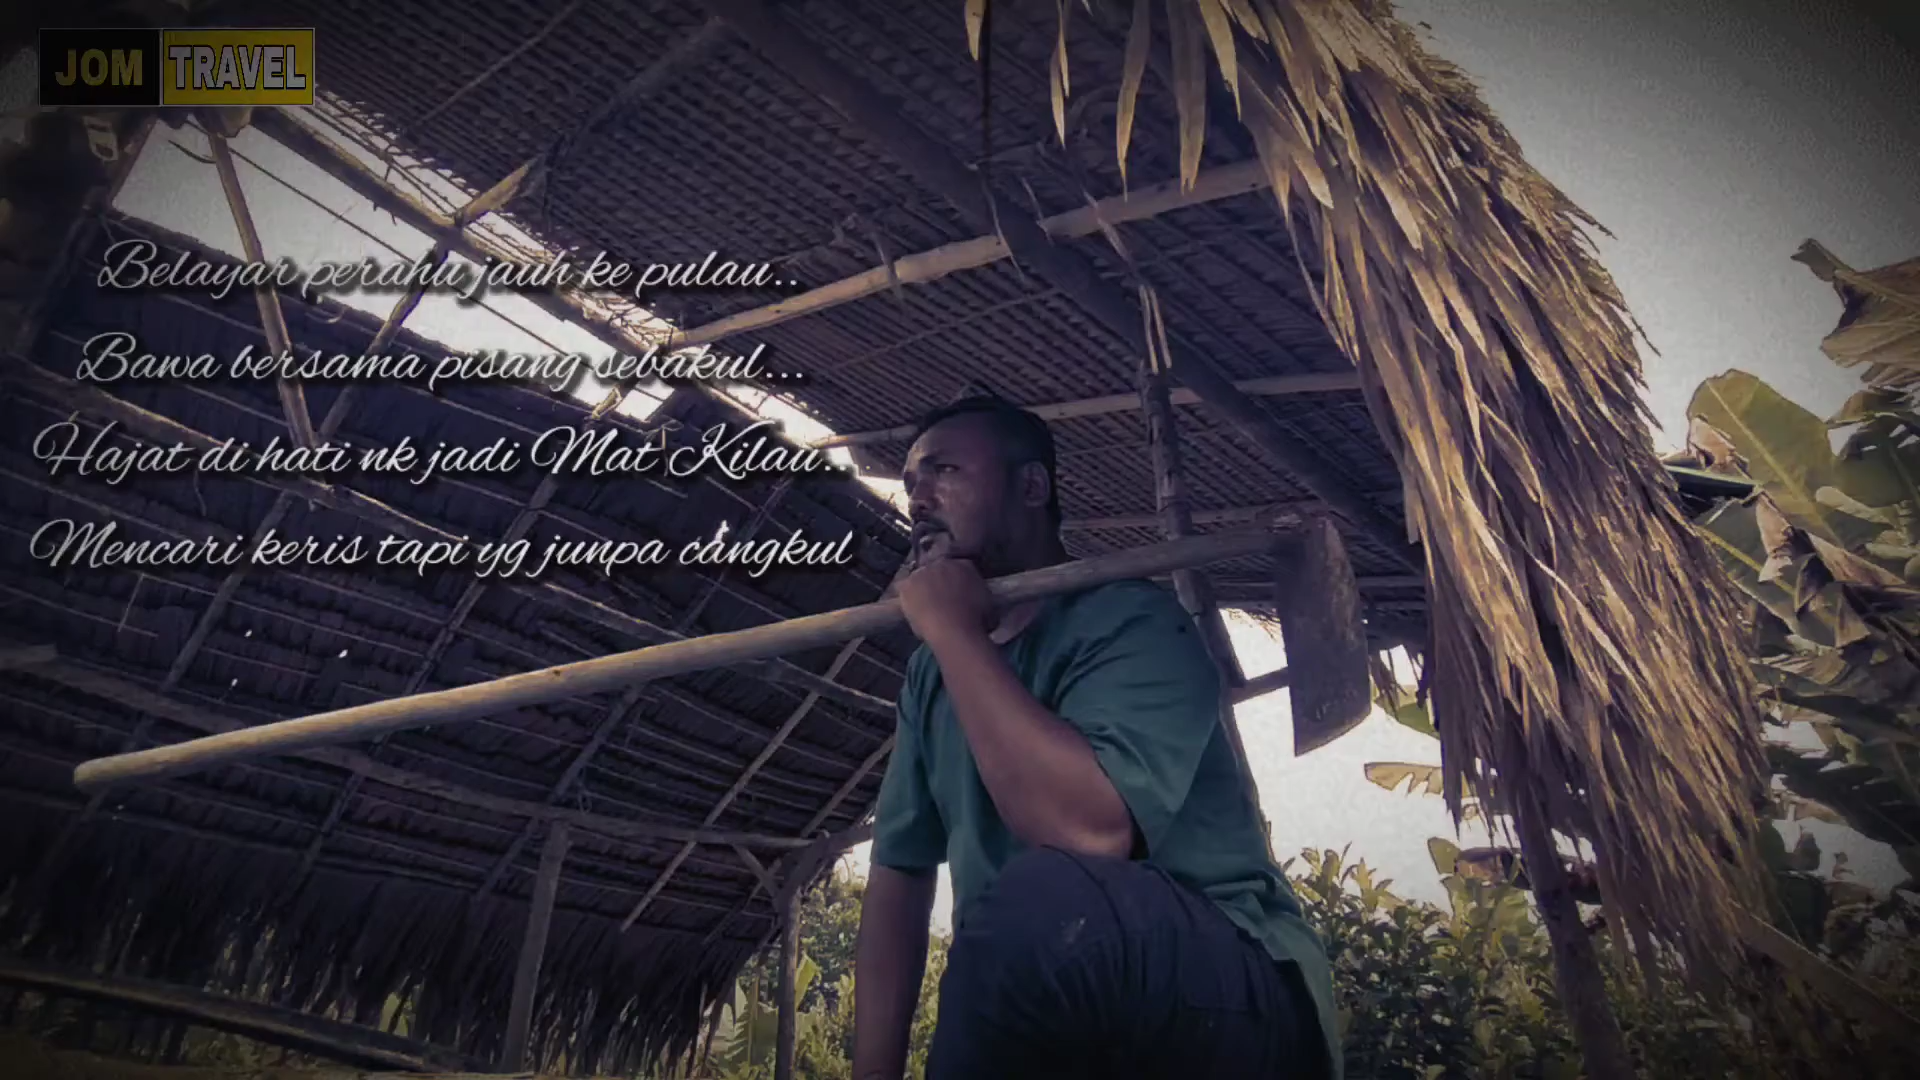 JOM TRAVEL
Belayar perahu jauh ke pulau..
Bawa bersama pisang sebakul...
Hajat di hati nk jadi Mat Kilau..
Mencari keris tapi yg junpa cangkul